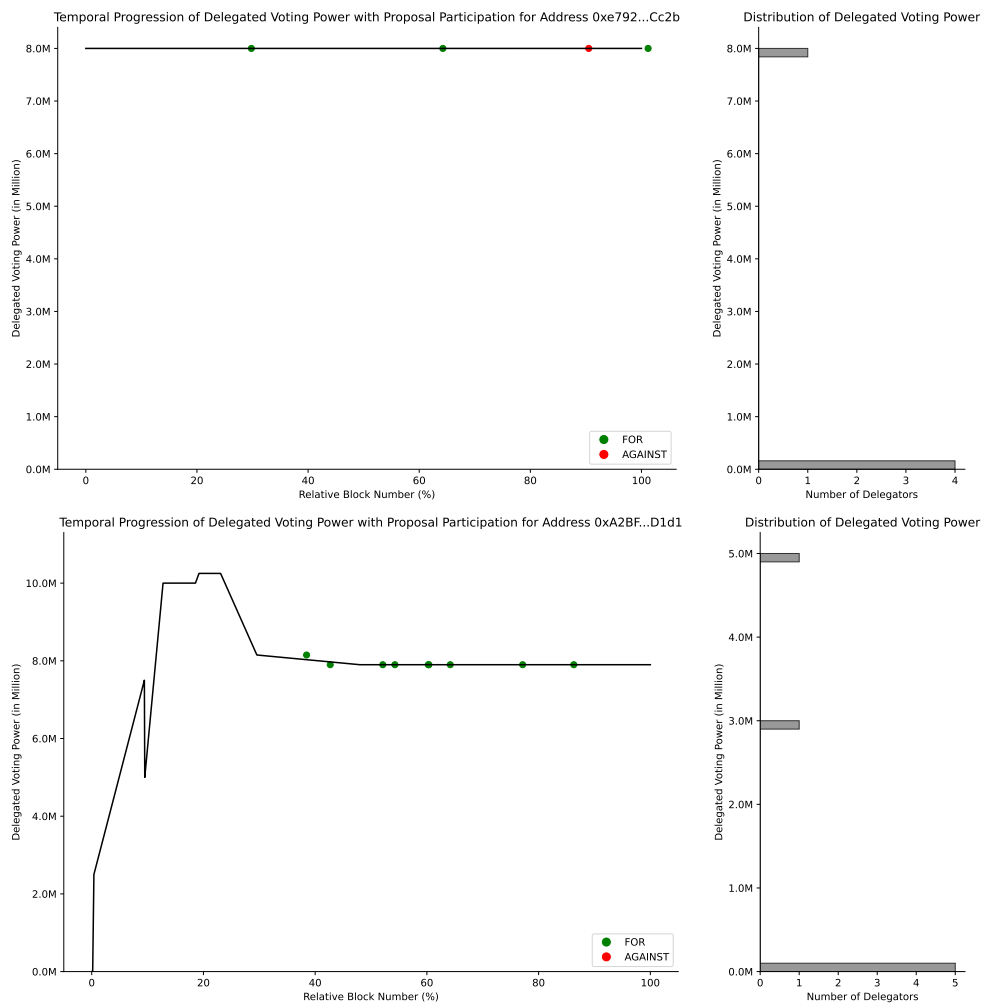 Temporal Progression of Delegated Voting Power with Proposal Participation for Address 0xe792...Cc2b
Delegated Voting Power (in Million)
8.0M
7.0M
6.0M
5.0M
4.0M
3.0M
2.0M
1.0M
0.0M
0 20 40 60 80 100
Relative Block Number (%)
FOR
AGAINST
Distribution of Delegated Voting Power
Delegated Voting Power (in Million)
8.0M
7.0M
6.0M
5.0M
4.0M
3.0M
2.0M
1.0M
0.0M
0 1 2 3 4
Number of Delegators
Temporal Progression of Delegated Voting Power with Proposal Participation for Address 0xA2BF...D1d1
Delegated Voting Power (in Million)
10.0M
8.0M
6.0M
4.0M
2.0M
0.0M
0 20 40 60 80 100
Relative Block Number (%)
FOR
AGAINST
Distribution of Delegated Voting Power
Delegated Voting Power (in Million)
5.0M
4.0M
3.0M
2.0M
1.0M
0.0M
0 1 2 3 4 5
Number of Delegators